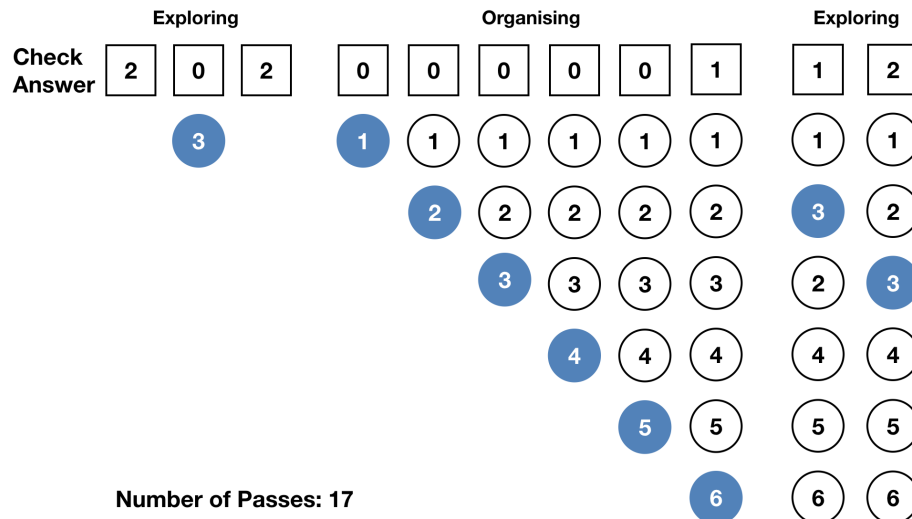 Exploring Organising Exploring
Check
Answer
2 0 2 0 0 0 0 0 1 1 2
3 1 1 1 1 1 1 1 1
2 2 2 2 2 3 2
3 3 3 3 2 3
4 4 4 4 4
5 5 5 5
Number of Passes: 17 6 6 6